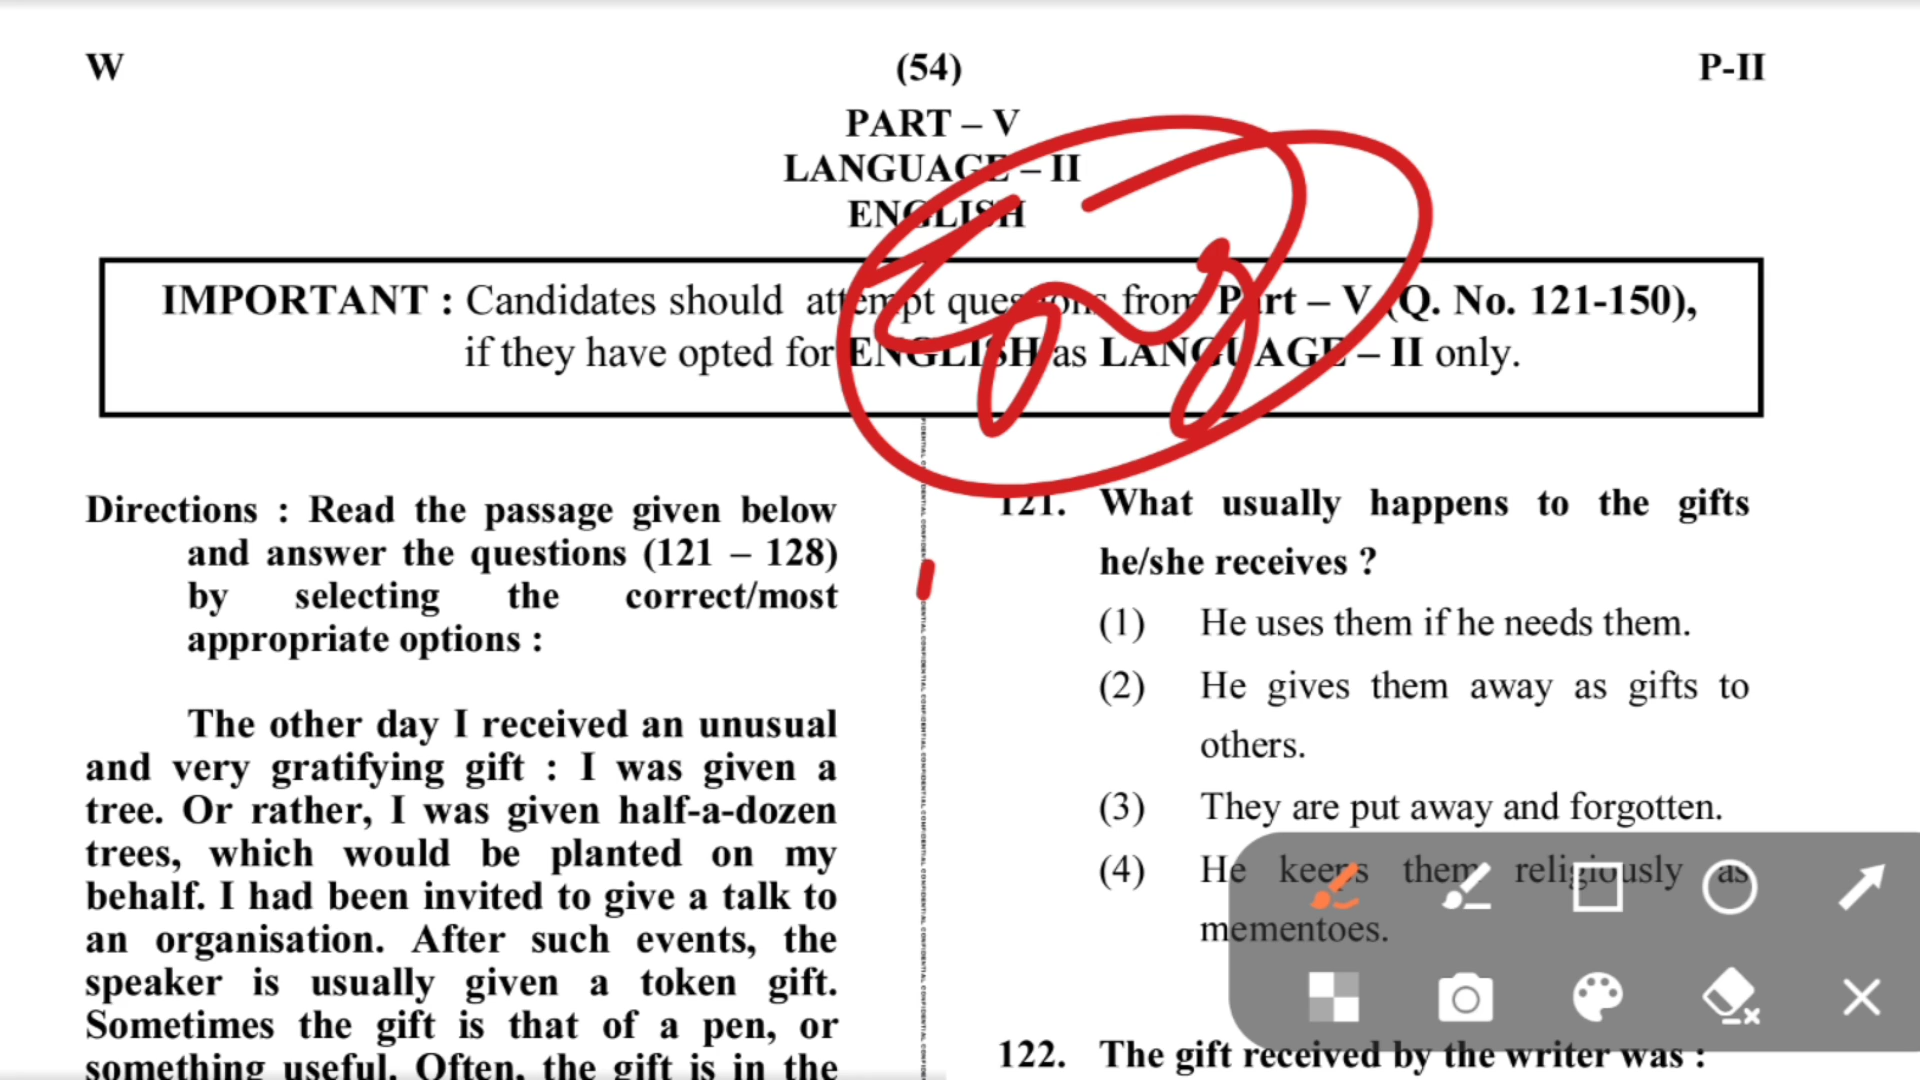 W
(54)
P-II
PART – V
LANGUAGE – II
ENGLISH
IMPORTANT : Candidates should attempt questions from Part – V (Q. No. 121-150),
if they have opted for ENGLISH as LANGUAGE – II only.
Directions : Read the passage given below
and answer the questions (121 – 128)
by selecting the correct/most
appropriate options :
The other day I received an unusual
and very gratifying gift : I was given a
tree. Or rather, I was given half-a-dozen
trees, which would be planted on my
behalf. I had been invited to give a talk to
an organisation. After such events, the
speaker is usually given a token gift.
Sometimes the gift is that of a pen, or
something useful. Often, the gift is in the
121. What usually happens to the gifts
he/she receives ?
(1) He uses them if he needs them.
(2) He gives them away as gifts to
others.
(3) They are put away and forgotten.
(4) He keeps them religiously as
mementoes.
122. The gift received by the writer was :